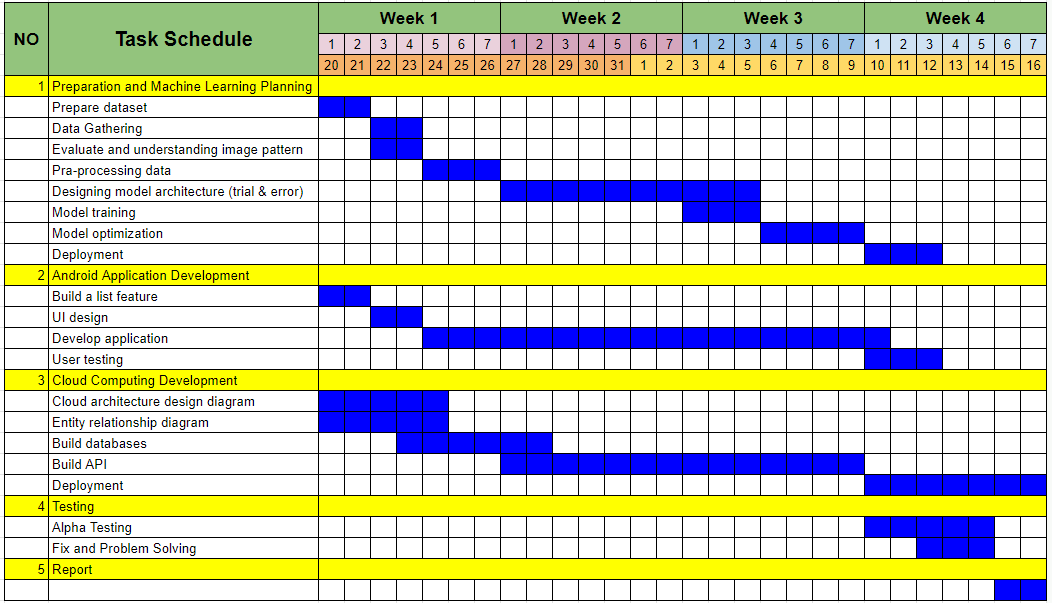 NO Task Schedule Week 1 Week 2 Week 3 Week 4
1 2 3 4 5 6 7 1 2 3 4 5 6 7 1 2 3 4 5 6 7 1 2 3 4 5 6 7
20 21 22 23 24 25 26 27 28 29 30 31 1 2 3 4 5 6 7 8 9 10 11 12 13 14 15 16
1 Preparation and Machine Learning Planning
Prepare dataset
Data Gathering
Evaluate and understanding image pattern
Pra-processing data
Designing model architecture (trial & error)
Model training
Model optimization
Deployment
2 Android Application Development
Build a list feature
UI design
Develop application
User testing
3 Cloud Computing Development
Cloud architecture design diagram
Entity relationship diagram
Build databases
Build API
Deployment
4 Testing
Alpha Testing
Fix and Problem Solving
5 Report